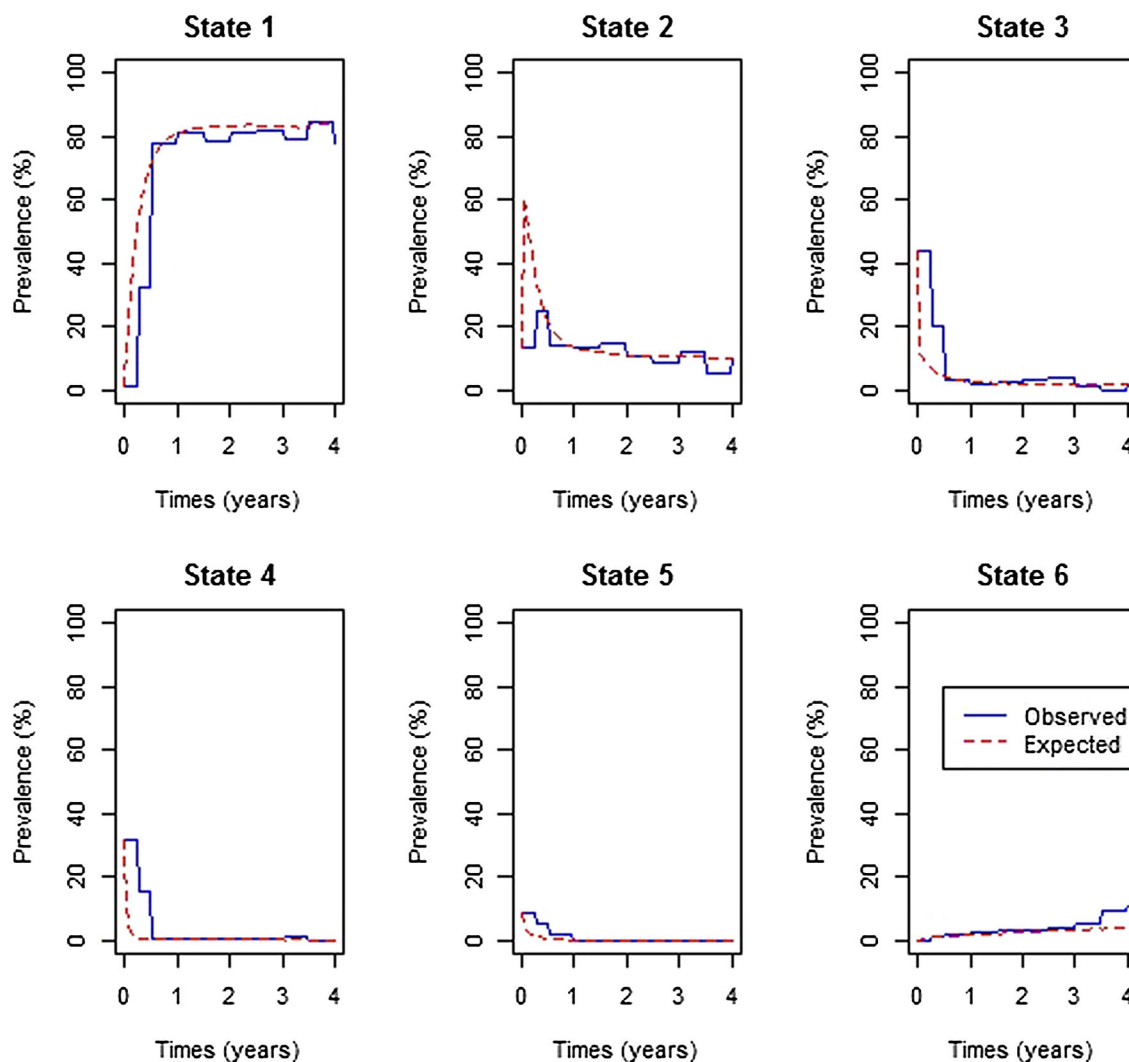 State 1
Prevalence (%)
0 20 40 60 80 100
0 1 2 3 4
Times (years)
State 2
Prevalence (%)
0 20 40 60 80 100
0 1 2 3 4
Times (years)
State 3
Prevalence (%)
0 20 40 60 80 100
0 1 2 3 4
Times (years)
State 4
Prevalence (%)
0 20 40 60 80 100
0 1 2 3 4
Times (years)
State 5
Prevalence (%)
0 20 40 60 80 100
0 1 2 3 4
Times (years)
State 6
Prevalence (%)
0 20 40 60 80 100
Observed
Expected
0 1 2 3 4
Times (years)